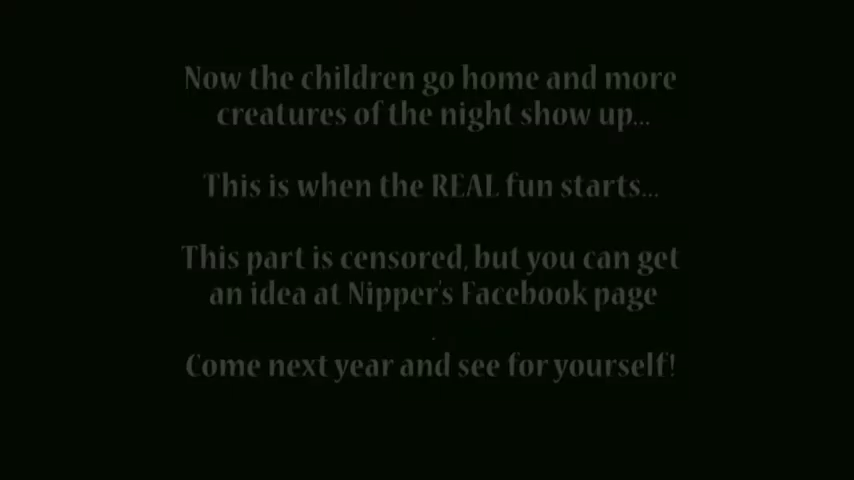 Now the children go home and more
creatures of the night show up...
This is when the REAL fun starts...
This part is censored, but you can get
an idea at Nipper's Facebook page
.
Come next year and see for yourself!